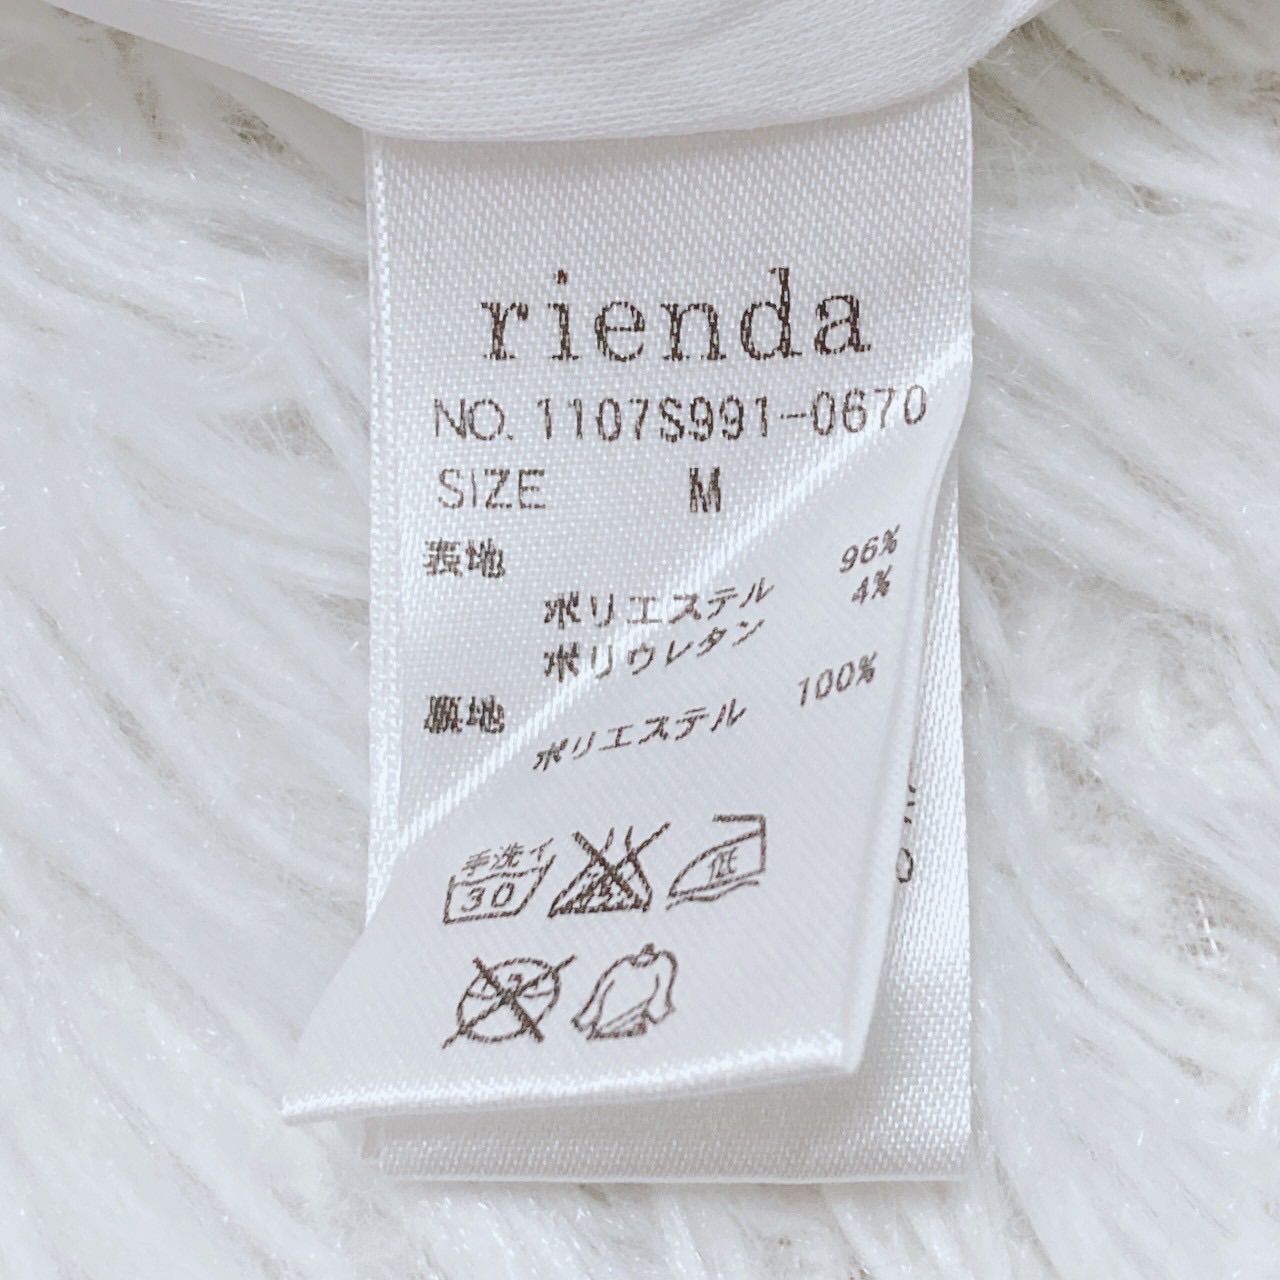 rienda
NO. 1107S991-0670
SIZE M
表地
ポリエステル 96%
ポリウレタン 4%
裏地
ポリエステル 100%
手洗イ
30
低